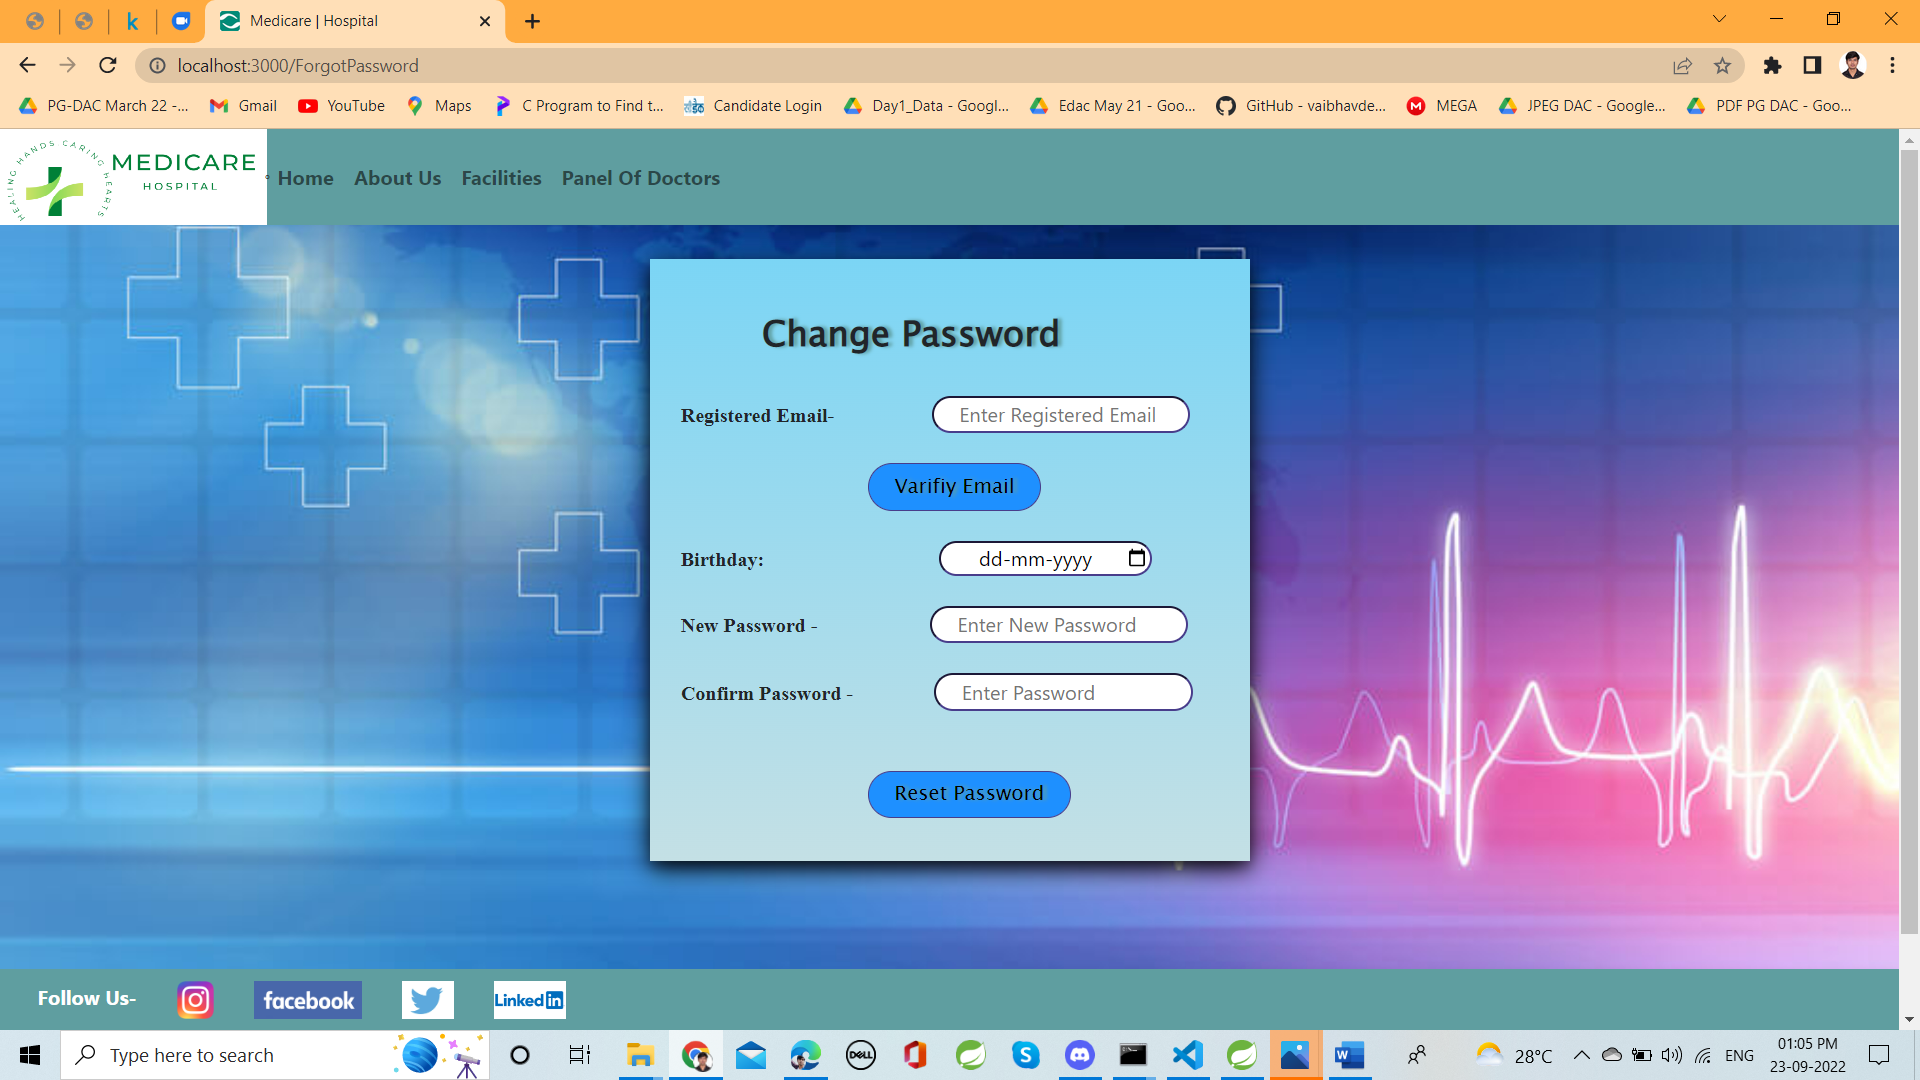 Medicare | Hospital
localhost:3000/ForgotPassword
PG-DAC March 22 -... Gmail YouTube Maps C Program to Find t... Candidate Login Day1_Data - Googl... Edac May 21 - Goo... GitHub - vaibhavde... MEGA JPEG DAC - Google... PDF PG DAC - Goo...
HEALING HANDS CARING HEARTS
MEDICARE
HOSPITAL
Home About Us Facilities Panel Of Doctors
Change Password
Registered Email- Enter Registered Email
Varifiy Email
Birthday: dd-mm-yyyy
New Password - Enter New Password
Confirm Password - Enter Password
Reset Password
Follow Us- facebook Linked in
Type here to search
DELL
28°C ENG 01:05 PM
23-09-2022